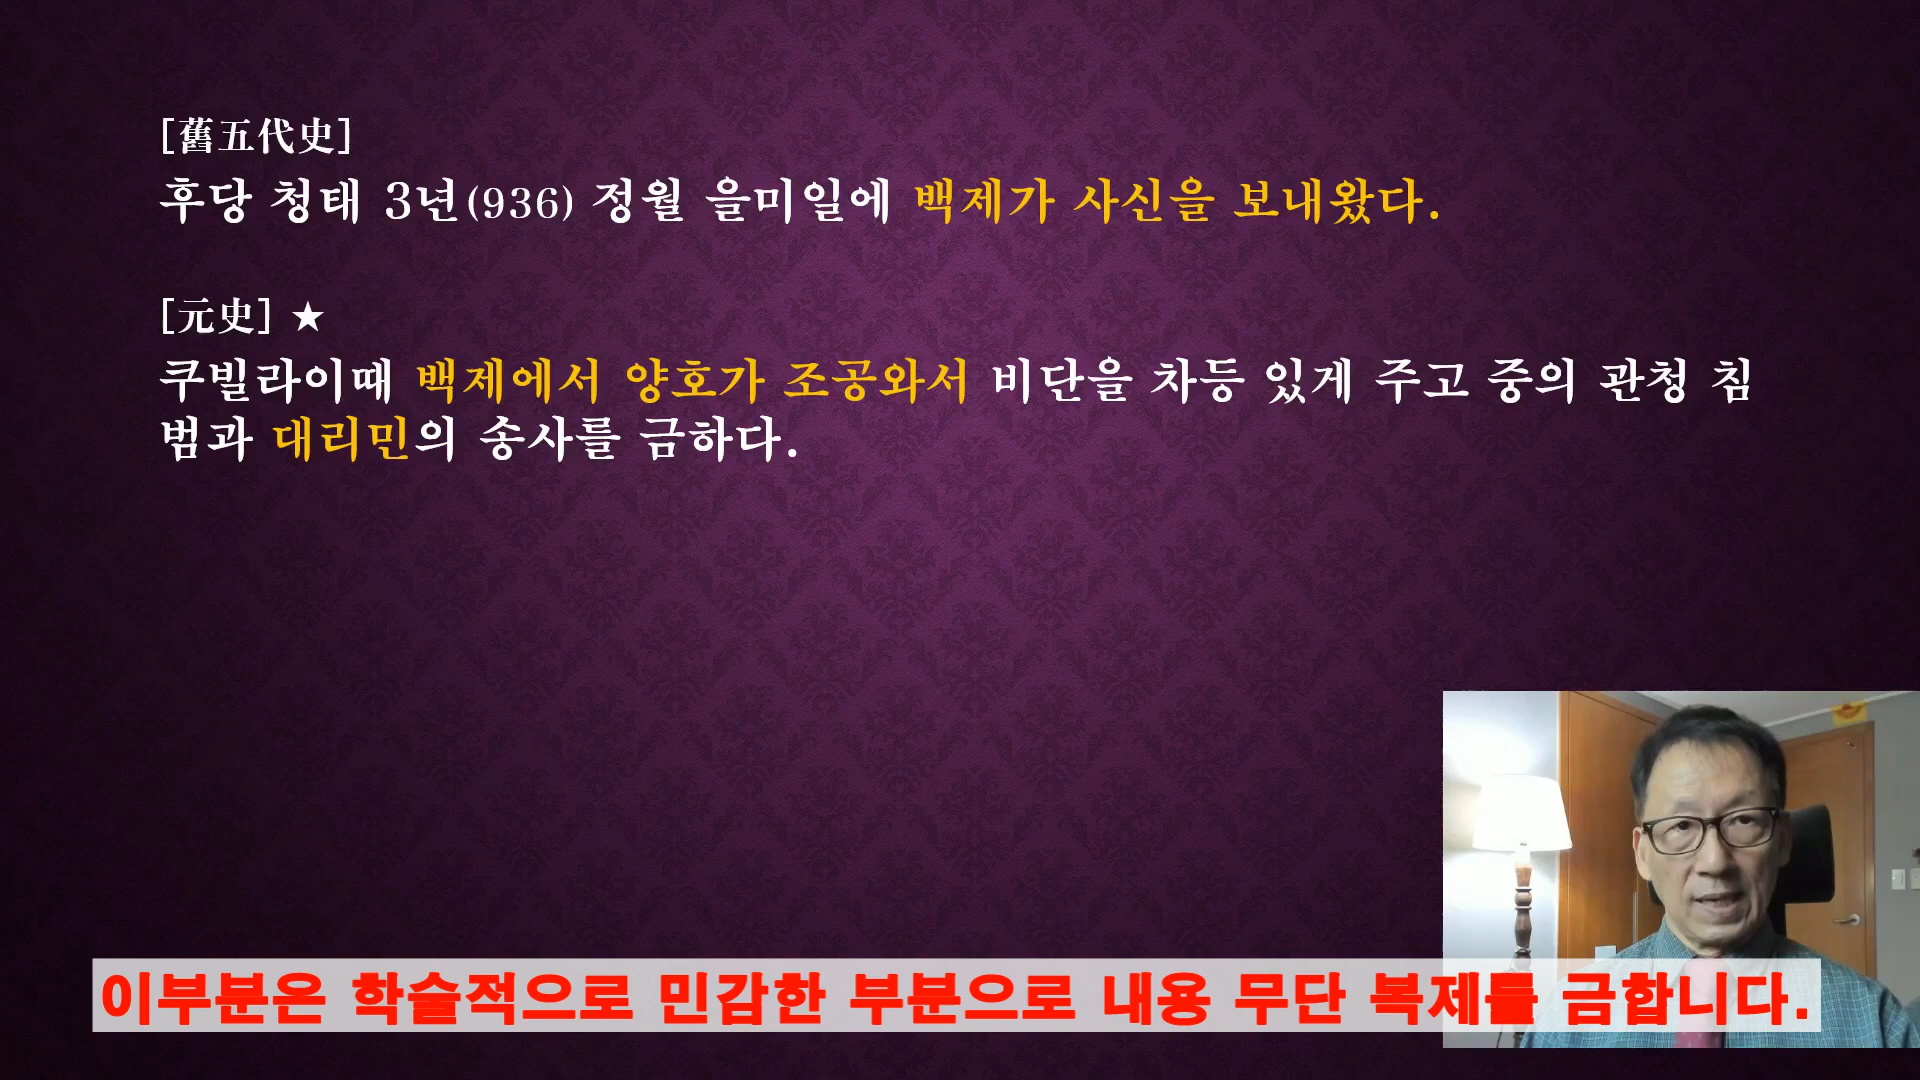 [舊五代史]
후당 청태 3년(936) 정월 을미일에 백제가 사신을 보내왔다.
[元史] ★
쿠빌라이때 백제에서 양호가 조공와서 비단을 차등 있게 주고 중의 관청 침
범과 대리민의 송사를 금하다.
이부분은 학술적으로 민감한 부분으로 내용 무단 복제를 금합니다.